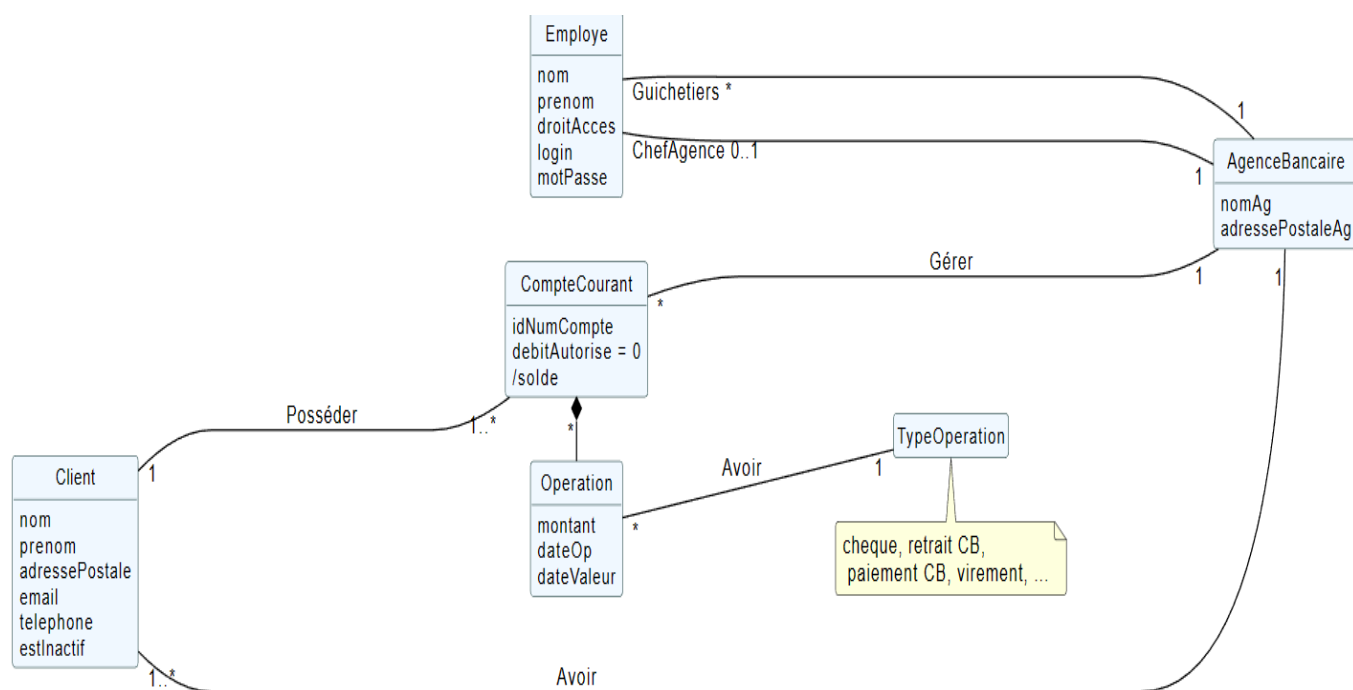 Employe
nom
prenom
droitAcces
login
motPasse
Guichetiers *
1
ChefAgence 0..1
1
AgenceBancaire
nomAg
adressePostaleAg
Gérer
*
1
1
CompteCourant
idNumCompte
debitAutorise = 0
/solde
Posséder
1..*
1
*
TypeOperation
Avoir
1
*
Operation
montant
dateOp
dateValeur
cheque, retrait CB,
paiement CB, virement, ...
Client
nom
prenom
adressePostale
email
telephone
estInactif
1..*
Avoir